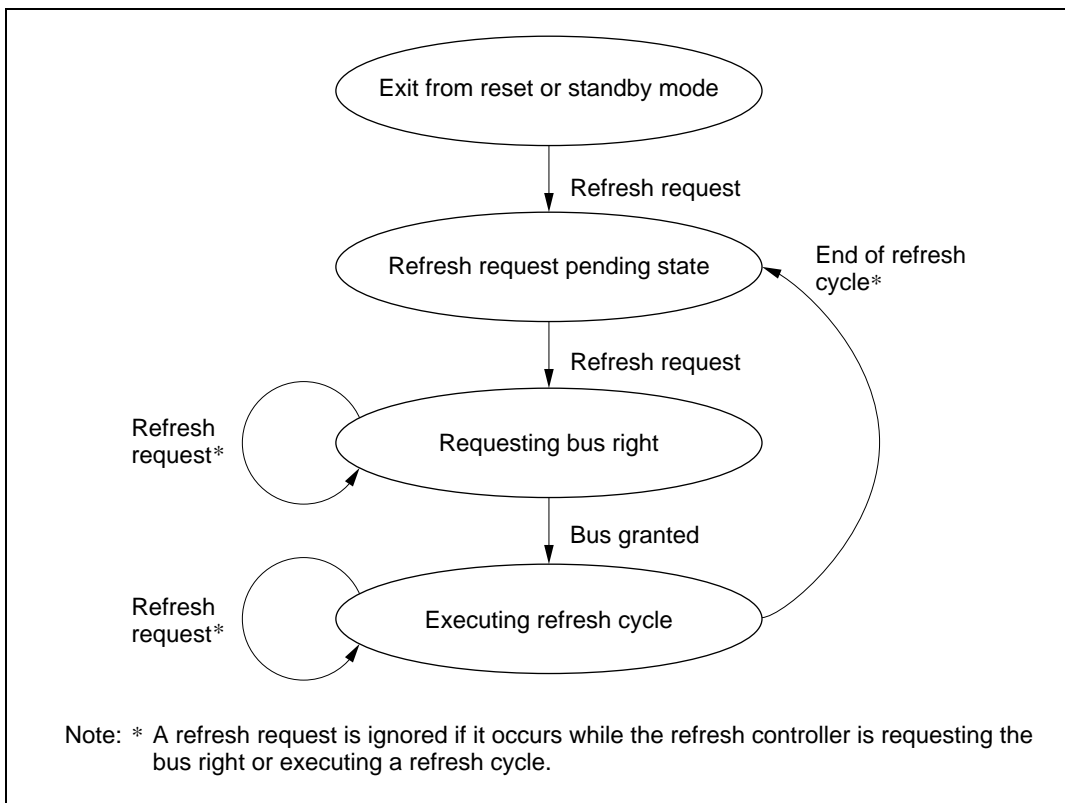 Exit from reset or standby mode
Refresh request
Refresh request pending state
End of refresh
cycle*
Refresh request
Refresh
request*
Requesting bus right
Bus granted
Refresh
request*
Executing refresh cycle
Note: * A refresh request is ignored if it occurs while the refresh controller is requesting the
bus right or executing a refresh cycle.